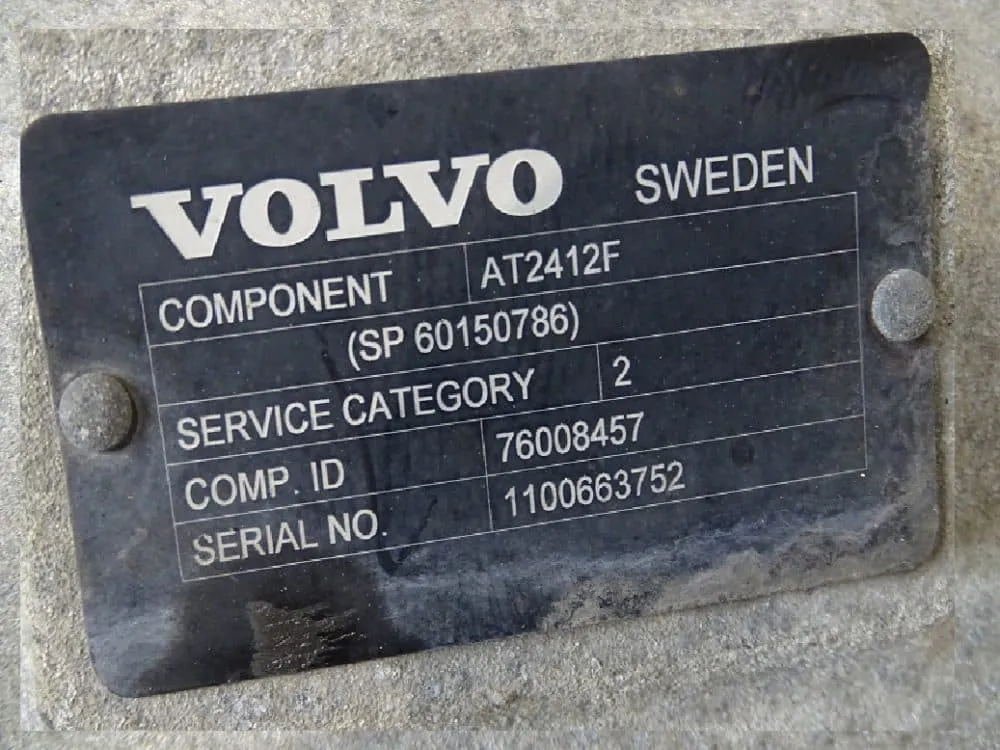 VOLVO SWEDEN
COMPONENT AT2412F
(SP 60150786)
SERVICE CATEGORY 2
COMP. ID 76008457
SERIAL NO. 1100663752